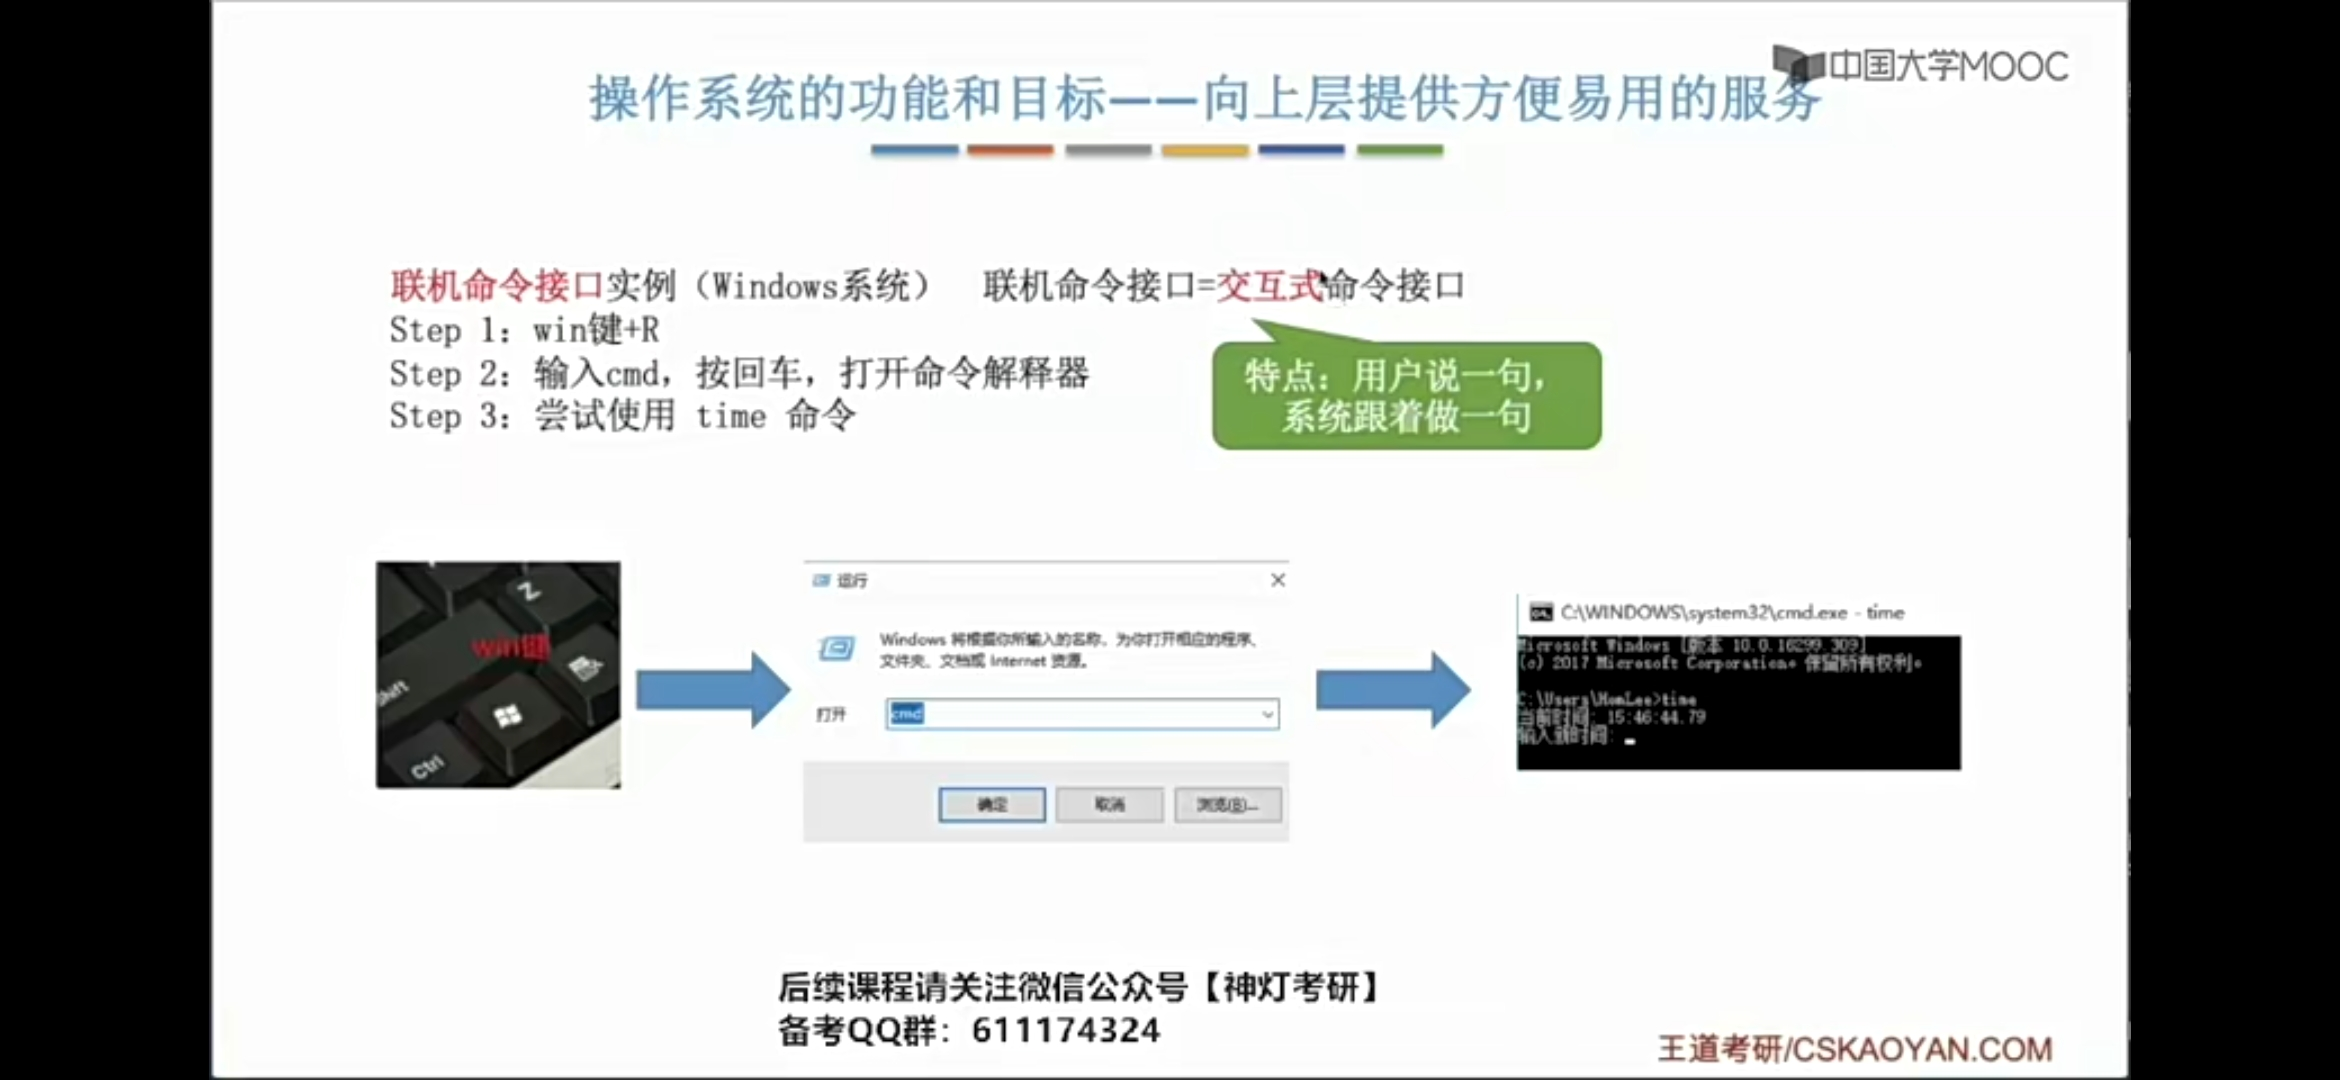 中国大学MOOC
操作系统的功能和目标——向上层提供方便易用的服务
联机命令接口实例（Windows系统） 联机命令接口=交互式命令接口
Step 1：win键+R
Step 2：输入cmd，按回车，打开命令解释器
Step 3：尝试使用 time 命令
特点：用户说一句，
系统跟着做一句
Z
win键
Shift
Ctrl
运行
Windows 将根据你所输入的名称，为你打开相应的程序、
文件夹、文档或 Internet 资源。
打开
cmd
确定 取消 浏览(B)...
C:\WINDOWS\system32\cmd.exe - time
Microsoft Windows [版本 10.0.16299.309]
(c) 2017 Microsoft Corporation。保留所有权利。
C:\Users\HomLee>time
当前时间: 15:46:44.79
输入新时间:
后续课程请关注微信公众号【神灯考研】
备考QQ群：611174324
王道考研/CSKAOYAN.COM